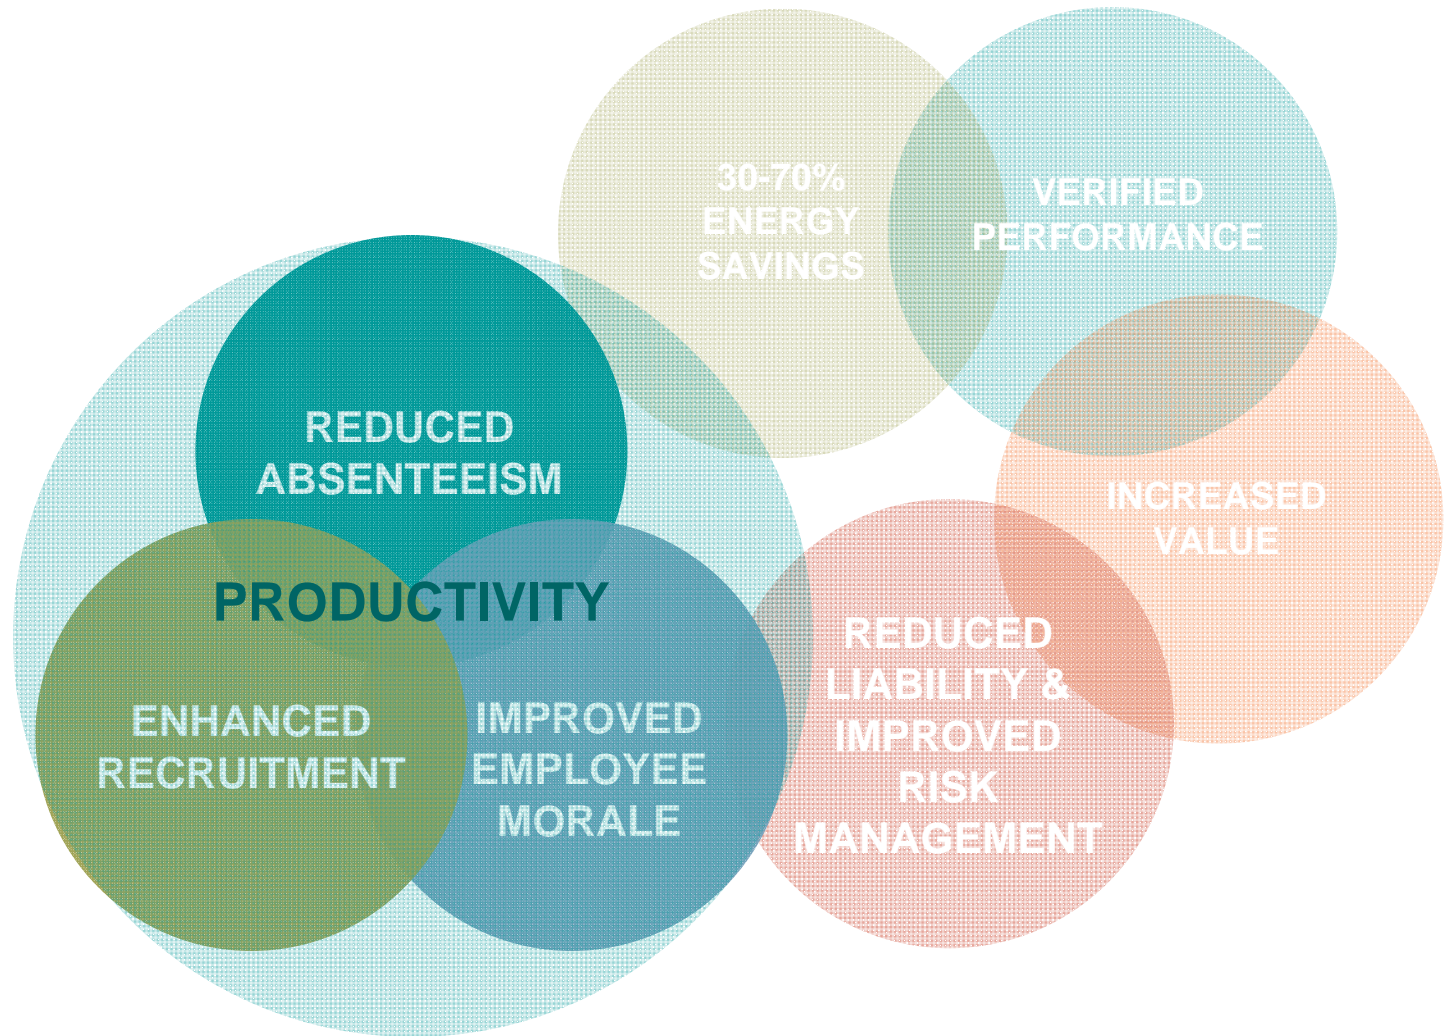 30-70%
ENERGY
SAVINGS
VERIFIED
PERFORMANCE
REDUCED
ABSENTEEISM
INCREASED
VALUE
PRODUCTIVITY
ENHANCED
RECRUITMENT
IMPROVED
EMPLOYEE
MORALE
REDUCED
LIABILITY &
IMPROVED
RISK
MANAGEMENT